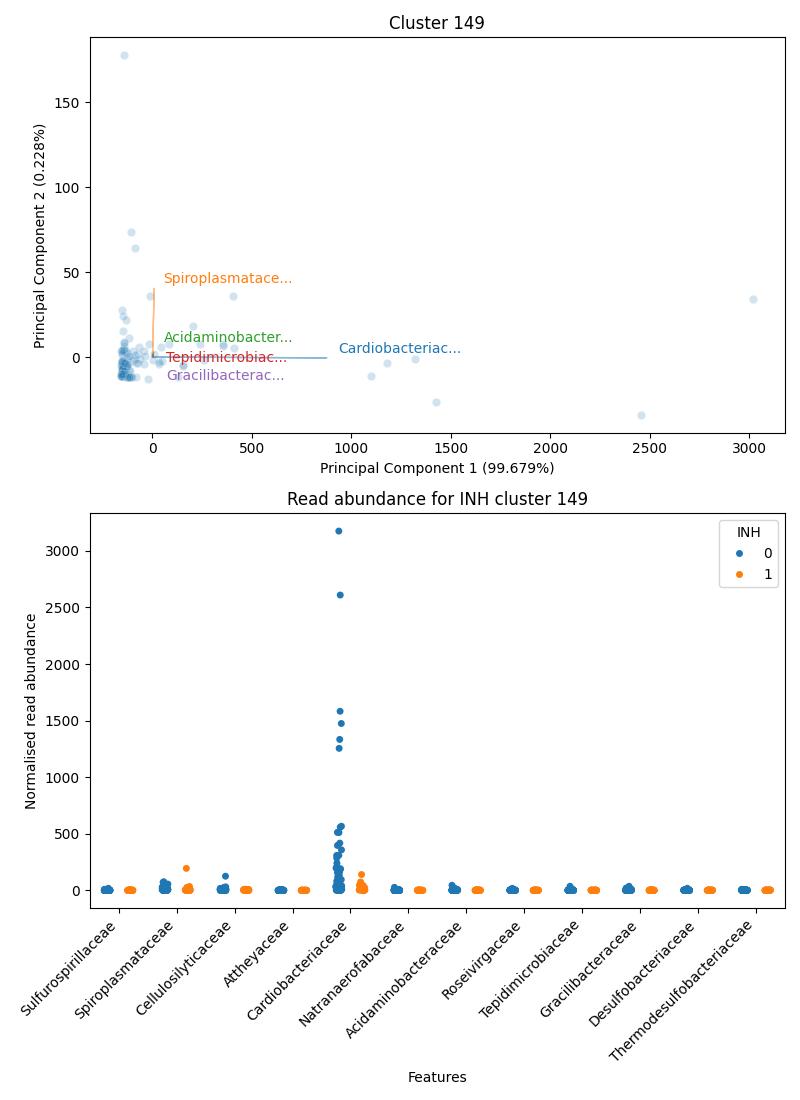 Cluster 149
Principal Component 2 (0.228%)
150
100
50
0
Spiroplasmatace...
Acidaminobacter...
Cardiobacteriac...
Tepidimicrobiac...
Gracilibacterac...
0
500
1000
1500
2000
2500
3000
Principal Component 1 (99.679%)
Read abundance for INH cluster 149
Normalised read abundance
3000
2500
2000
1500
1000
500
0
INH
0
1
Sulfurospirillaceae
Spiroplasmataceae
Cellulosilyticaceae
Attheyaceae
Cardiobacteriaceae
Natranaerofabaceae
Acidaminobacteraceae
Roseivirgaceae
Tepidimicrobiaceae
Gracilibacteraceae
Desulfobacteriaceae
Thermodesulfobacteriaceae
Features